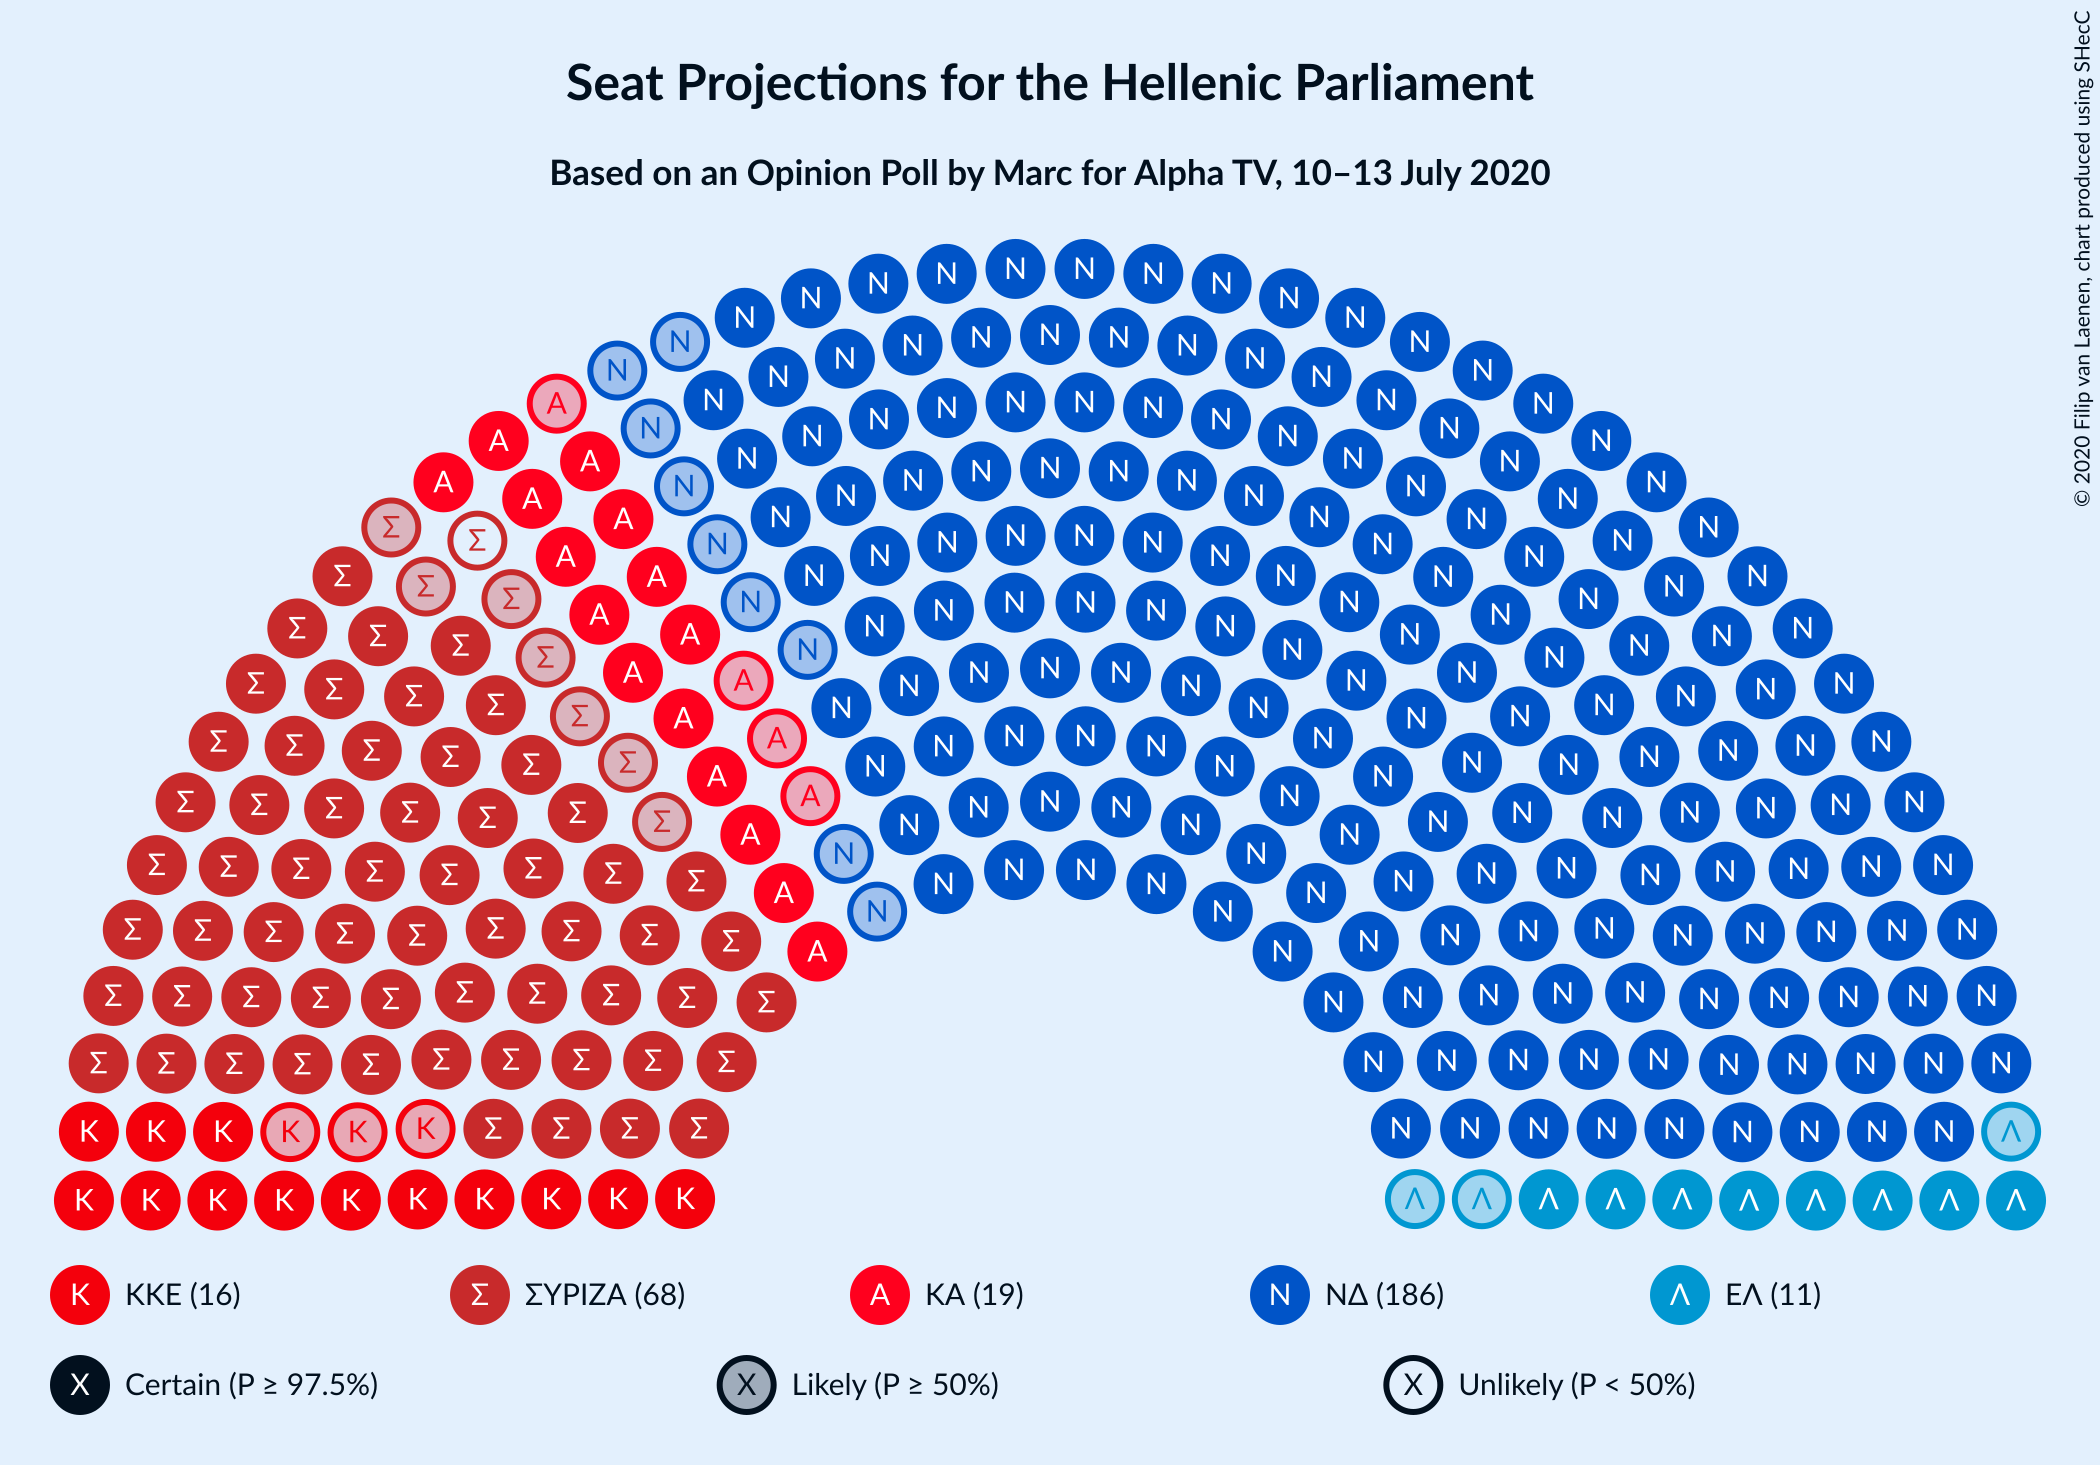 Seat Projections for the Hellenic Parliament
Based on an Opinion Poll by Marc for Alpha TV, 10–13 July 2020
© 2020 Filip van Laenen, chart produced using SHecC
Κ ΚΚΕ (16) Σ ΣΥΡΙΖΑ (68) Α ΚΑ (19) Ν ΝΔ (186) Λ ΕΛ (11)
X Certain (P ≥ 97.5%) X Likely (P ≥ 50%) X Unlikely (P < 50%)